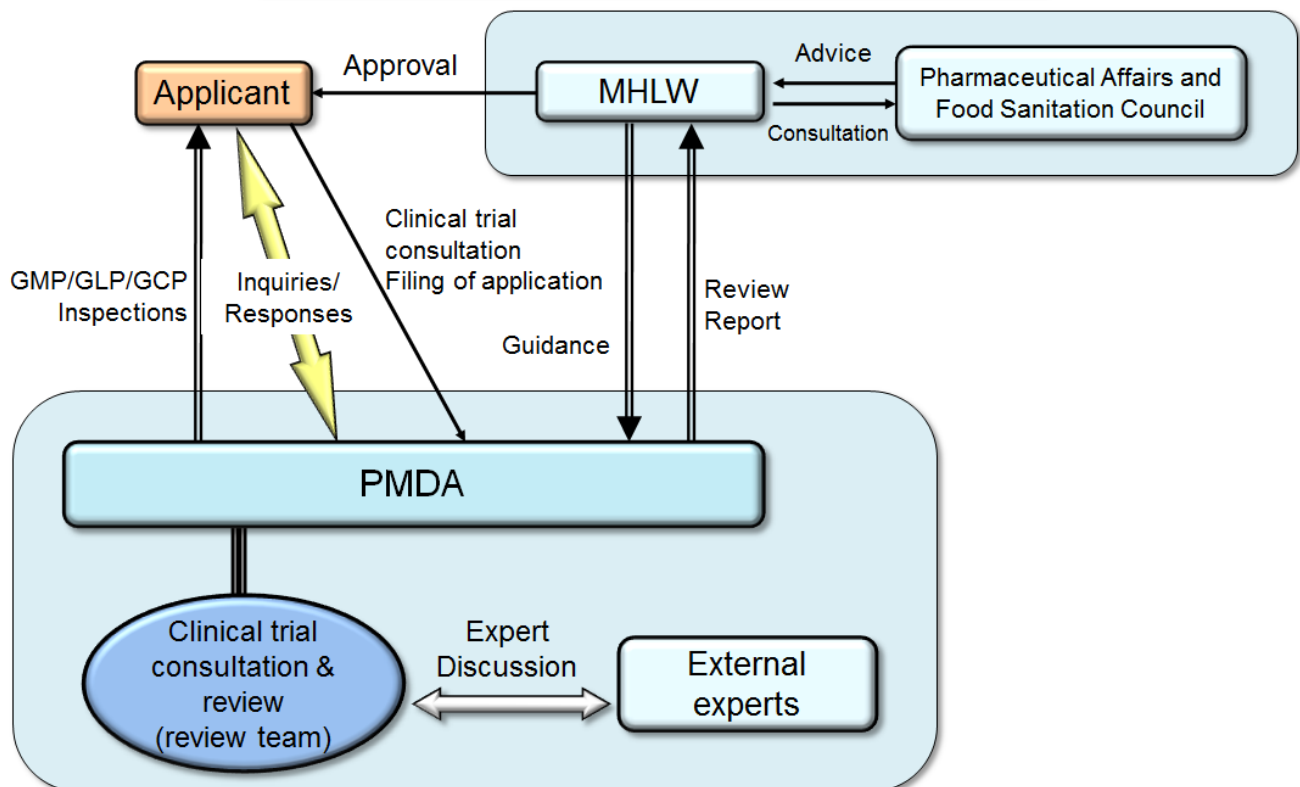 Applicant
Approval
MHLW
Advice
Consultation
Pharmaceutical Affairs and
Food Sanitation Council
GMP/GLP/GCP
Inspections
Inquiries/
Responses
Clinical trial
consultation
Filing of application
Guidance
Review
Report
PMDA
Clinical trial
consultation &
review
(review team)
Expert
Discussion
External
experts